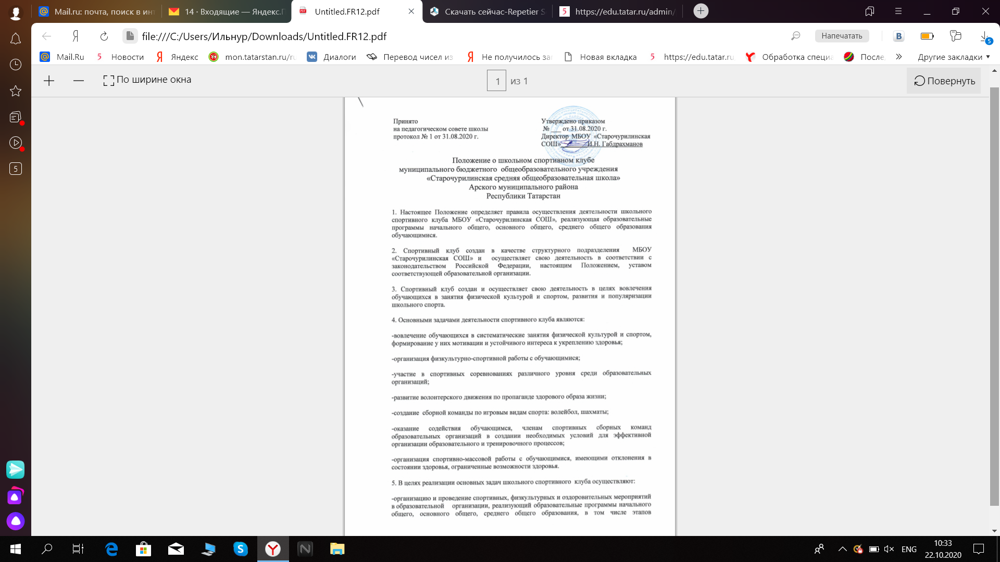 Mail.ru: почта, поиск в инт
14 · Входящие — Яндекс.П
Untitled.FR12.pdf
Скачать сейчас-Repetier S
https://edu.tatar.ru/admin/
file:///C:/Users/Ильнур/Downloads/Untitled.FR12.pdf
Напечатать
5
Mail.Ru
Новости
Яндекс
mon.tatarstan.ru/ru
Диалоги
Перевод чисел из
Не получилось заг
Новая вкладка
https://edu.tatar.ru
Обработка специа
После
Другие закладки
По ширине окна
1 из 1
Повернуть
5
Принято
на педагогическом совете школы
протокол № 1 от 31.08.2020 г.
Утверждено приказом
№ ___ от 31.08.2020 г.
Директор МБОУ «Старочурилинская
СОШ» И.Н. Габдрахманов
Положение о школьном спортивном клубе
муниципального бюджетного общеобразовательного учреждения
«Старочурилинская средняя общеобразовательная школа»
Арского муниципального район
Республики Татарстан
1. Настоящее Положение определяет правила осуществления деятельности школьного
спортивного клуба МБОУ «Старочурилинская СОШ», реализующая образовательные
программы начального общего, основного общего, среднего общего образования
обучающимися.
2. Спортивный клуб создан в качестве структурного подразделения МБОУ
«Старочурилинская СОШ» и осуществляет свою деятельность в соответствии с
законодательством Российской Федерации, настоящим Положением, уставом
соответствующей образовательной организации.
3. Спортивный клуб создан и осуществляет свою деятельность в целях вовлечения
обучающихся в занятия физической культурой и спортом, развития и популяризации
школьного спорта.
4. Основными задачами деятельности спортивного клуба являются:
-вовлечение обучающихся в систематические занятия физической культурой и спортом,
формирование у них мотивации и устойчивого интереса к укреплению здоровья;
-организация физкультурно-спортивной работы с обучающимися;
-участие в спортивных соревнованиях различного уровня среди образовательных
организаций;
-развитие волонтерского движения по пропаганде здорового образа жизни;
-создание сборной команды по игровым видам спорта: волейбол, шахматы;
-оказание содействия обучающимся, членам спортивных сборных команд
образовательных организаций в создании необходимых условий для эффективной
организации образовательного и тренировочного процессов;
-организация спортивно-массовой работы с обучающимися, имеющими отклонения в
состоянии здоровья, ограниченные возможности здоровья.
5. В целях реализации основных задач школьного спортивного клуба осуществляют:
-организацию и проведение спортивных, физкультурных и оздоровительных мероприятий
в образовательной организации, реализующий образовательные программы начального
общего, основного общего, среднего общего образования, в том числе этапов
ENG
10:33
22.10.2020